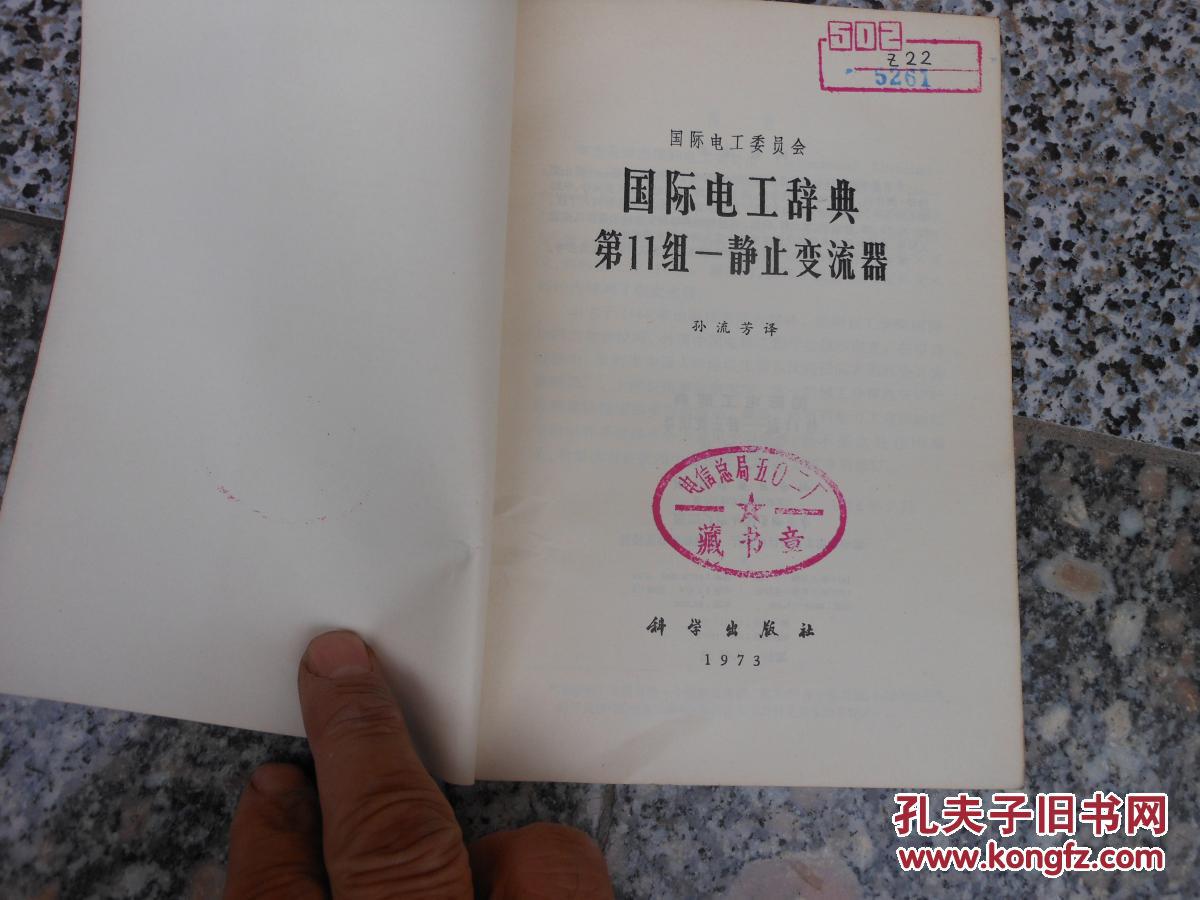 502
Z22
5261
国际电工委员会
国际电工辞典
第11组—静止变流器
孙流芳译
电信总局五〇二厂
藏书章
科学出版社
1973
孔夫子旧书网
www.kongfz.com